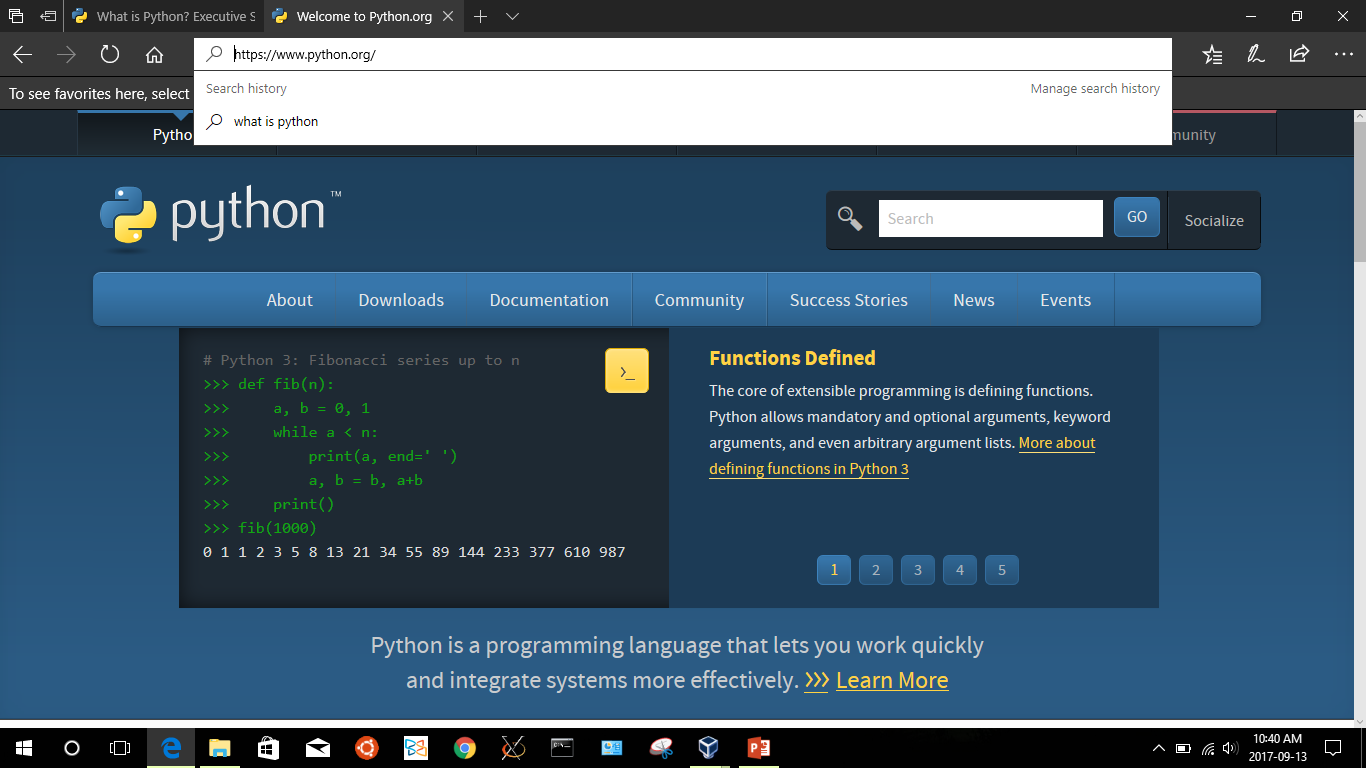 What is Python? Executive S
Welcome to Python.org
https://www.python.org/
To see favorites here, select
Search history
Manage search history
what is python
Pytho
munity
python™
Search
GO
Socialize
About
Downloads
Documentation
Community
Success Stories
News
Events
# Python 3: Fibonacci series up to n
>>> def fib(n):
>>>     a, b = 0, 1
>>>     while a < n:
>>>         print(a, end=' ')
>>>         a, b = b, a+b
>>>     print()
>>> fib(1000)
0 1 1 2 3 5 8 13 21 34 55 89 144 233 377 610 987
>_
Functions Defined
The core of extensible programming is defining functions.
Python allows mandatory and optional arguments, keyword
arguments, and even arbitrary argument lists. More about
defining functions in Python 3
1 2 3 4 5
Python is a programming language that lets you work quickly
and integrate systems more effectively. >>> Learn More
10:40 AM
2017-09-13